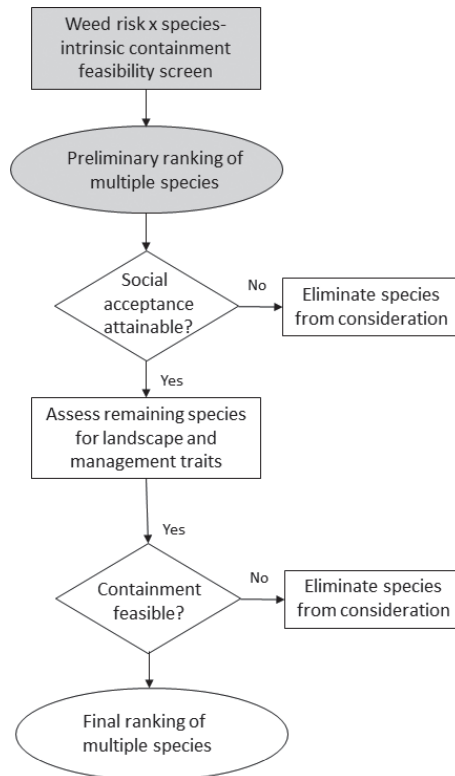 Weed risk x species-
intrinsic containment
feasibility screen
Preliminary ranking of
multiple species
Social
acceptance
attainable?
No
Eliminate species
from consideration
Yes
Assess remaining species
for landscape and
management traits
Yes
Containment
feasible?
No
Eliminate species
from consideration
Final ranking of
multiple species